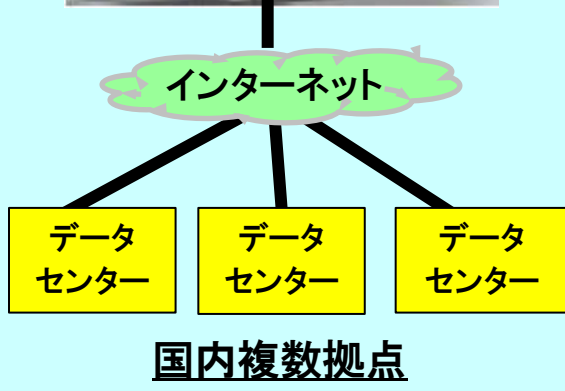 インターネット
データ
センター
データ
センター
データ
センター
国内複数拠点